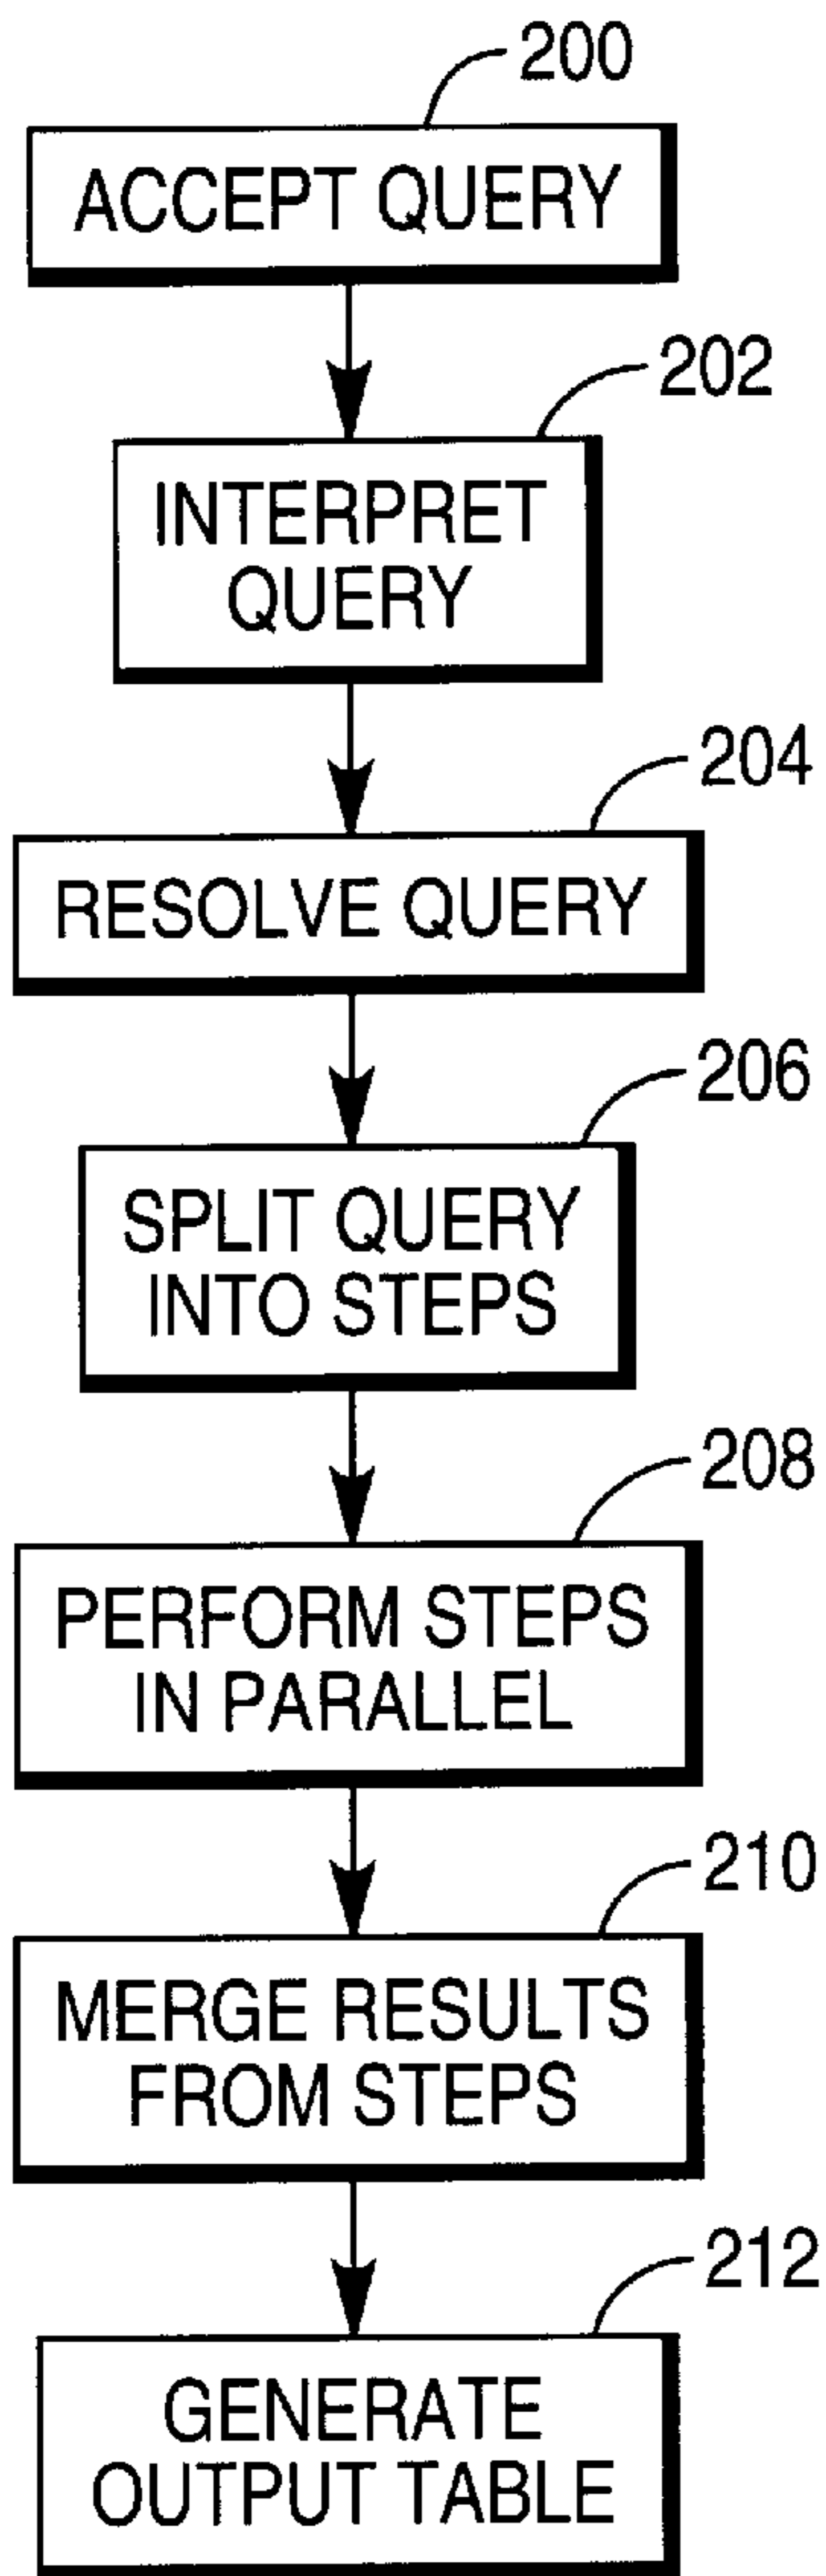 200
ACCEPT QUERY
202
INTERPRET
QUERY
204
RESOLVE QUERY
206
SPLIT QUERY
INTO STEPS
208
PERFORM STEPS
IN PARALLEL
210
MERGE RESULTS
FROM STEPS
212
GENERATE
OUTPUT TABLE